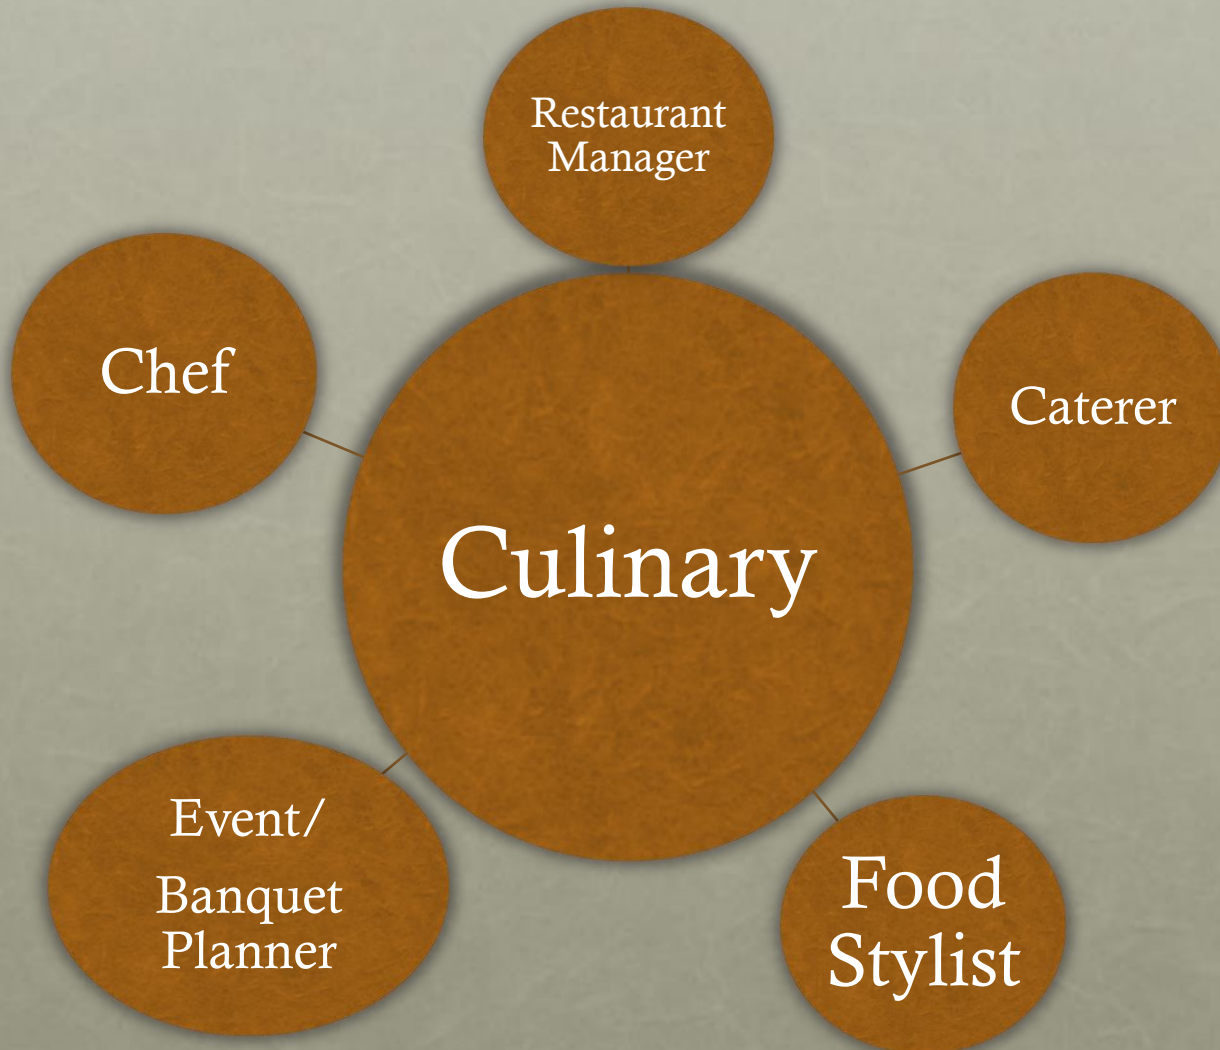 Restaurant
Manager
Chef
Caterer
Culinary
Event/
Banquet
Planner
Food
Stylist